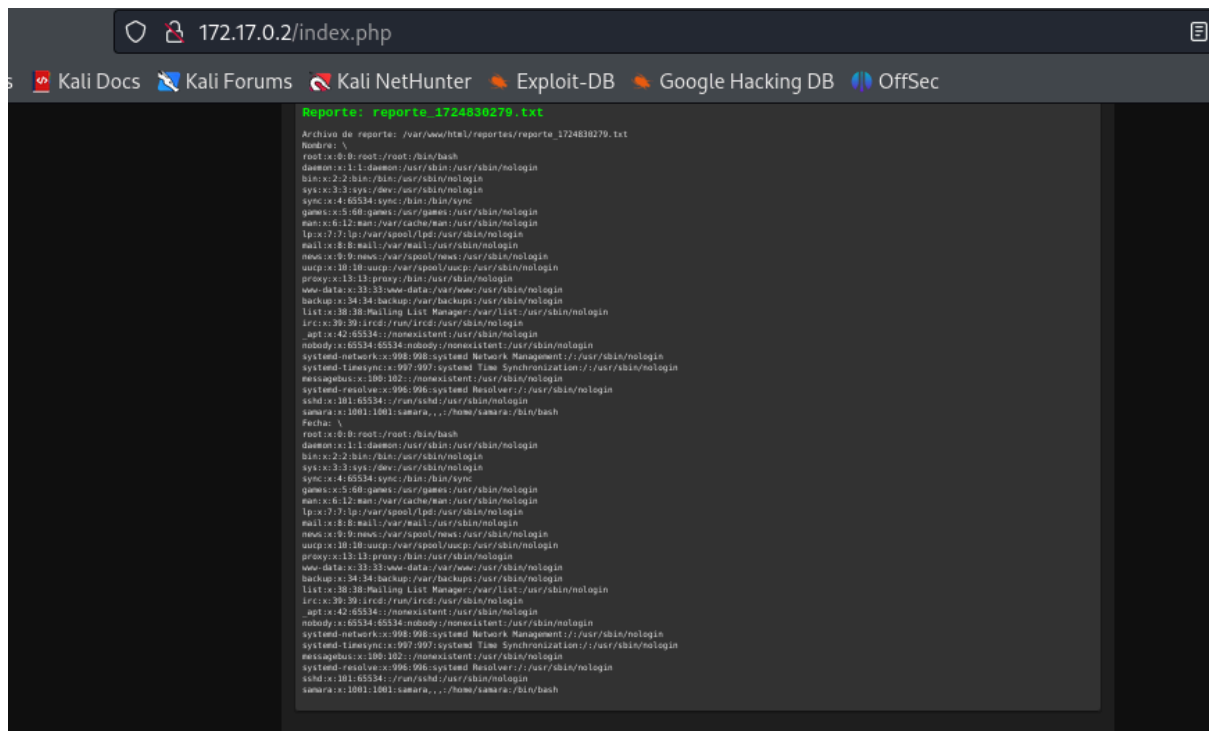 172.17.0.2/index.php
s Kali Docs Kali Forums Kali NetHunter Exploit-DB Google Hacking DB OffSec
Reporte: reporte_1724830279.txt
Archivo de reporte: /var/www/html/reportes/reporte_1724830279.txt
Nombre: \
root:x:0:0:root:/root:/bin/bash
daemon:x:1:1:daemon:/usr/sbin:/usr/sbin/nologin
bin:x:2:2:bin:/bin:/usr/sbin/nologin
sys:x:3:3:sys:/dev:/usr/sbin/nologin
sync:x:4:65534:sync:/bin:/bin/sync
games:x:5:60:games:/usr/games:/usr/sbin/nologin
man:x:6:12:man:/var/cache/man:/usr/sbin/nologin
lp:x:7:7:lp:/var/spool/lpd:/usr/sbin/nologin
mail:x:8:8:mail:/var/mail:/usr/sbin/nologin
news:x:9:9:news:/var/spool/news:/usr/sbin/nologin
uucp:x:10:10:uucp:/var/spool/uucp:/usr/sbin/nologin
proxy:x:13:13:proxy:/bin:/usr/sbin/nologin
www-data:x:33:33:www-data:/var/www:/usr/sbin/nologin
backup:x:34:34:backup:/var/backups:/usr/sbin/nologin
list:x:38:38:Mailing List Manager:/var/list:/usr/sbin/nologin
irc:x:39:39:ircd:/run/ircd:/usr/sbin/nologin
_apt:x:42:65534::/nonexistent:/usr/sbin/nologin
nobody:x:65534:65534:nobody:/nonexistent:/usr/sbin/nologin
systemd-network:x:998:998:systemd Network Management:/:/usr/sbin/nologin
systemd-timesync:x:997:997:systemd Time Synchronization:/:/usr/sbin/nologin
messagebus:x:100:102::/nonexistent:/usr/sbin/nologin
systemd-resolve:x:996:996:systemd Resolver:/:/usr/sbin/nologin
sshd:x:101:65534::/run/sshd:/usr/sbin/nologin
samara:x:1001:1001:samara,,,:/home/samara:/bin/bash
Fecha: \
root:x:0:0:root:/root:/bin/bash
daemon:x:1:1:daemon:/usr/sbin:/usr/sbin/nologin
bin:x:2:2:bin:/bin:/usr/sbin/nologin
sys:x:3:3:sys:/dev:/usr/sbin/nologin
sync:x:4:65534:sync:/bin:/bin/sync
games:x:5:60:games:/usr/games:/usr/sbin/nologin
man:x:6:12:man:/var/cache/man:/usr/sbin/nologin
lp:x:7:7:lp:/var/spool/lpd:/usr/sbin/nologin
mail:x:8:8:mail:/var/mail:/usr/sbin/nologin
news:x:9:9:news:/var/spool/news:/usr/sbin/nologin
uucp:x:10:10:uucp:/var/spool/uucp:/usr/sbin/nologin
proxy:x:13:13:proxy:/bin:/usr/sbin/nologin
www-data:x:33:33:www-data:/var/www:/usr/sbin/nologin
backup:x:34:34:backup:/var/backups:/usr/sbin/nologin
list:x:38:38:Mailing List Manager:/var/list:/usr/sbin/nologin
irc:x:39:39:ircd:/run/ircd:/usr/sbin/nologin
_apt:x:42:65534::/nonexistent:/usr/sbin/nologin
nobody:x:65534:65534:nobody:/nonexistent:/usr/sbin/nologin
systemd-network:x:998:998:systemd Network Management:/:/usr/sbin/nologin
systemd-timesync:x:997:997:systemd Time Synchronization:/:/usr/sbin/nologin
messagebus:x:100:102::/nonexistent:/usr/sbin/nologin
systemd-resolve:x:996:996:systemd Resolver:/:/usr/sbin/nologin
sshd:x:101:65534::/run/sshd:/usr/sbin/nologin
samara:x:1001:1001:samara,,,:/home/samara:/bin/bash